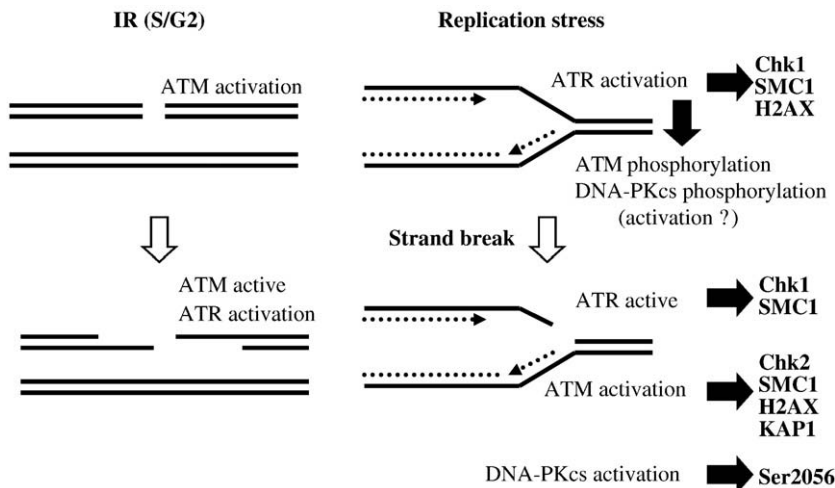 IR (S/G2)
Replication stress
ATM activation
ATR activation
Chk1
SMC1
H2AX
ATM phosphorylation
DNA-PKcs phosphorylation
(activation ?)
Strand break
ATM active
ATR activation
ATR active
Chk1
SMC1
ATM activation
Chk2
SMC1
H2AX
KAP1
DNA-PKcs activation
Ser2056